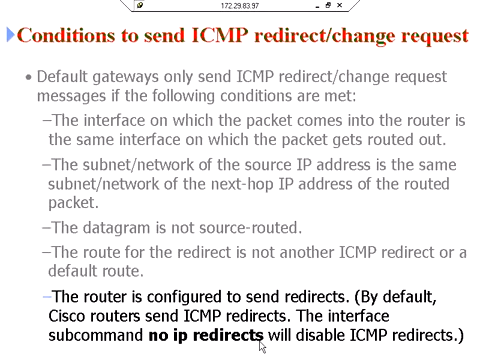 172.29.83.97
Conditions to send ICMP redirect/change request
• Default gateways only send ICMP redirect/change request
messages if the following conditions are met:
–The interface on which the packet comes into the router is
the same interface on which the packet gets routed out.
–The subnet/network of the source IP address is the same
subnet/network of the next-hop IP address of the routed
packet.
–The datagram is not source-routed.
–The route for the redirect is not another ICMP redirect or a
default route.
–The router is configured to send redirects. (By default,
Cisco routers send ICMP redirects. The interface
subcommand no ip redirects will disable ICMP redirects.)